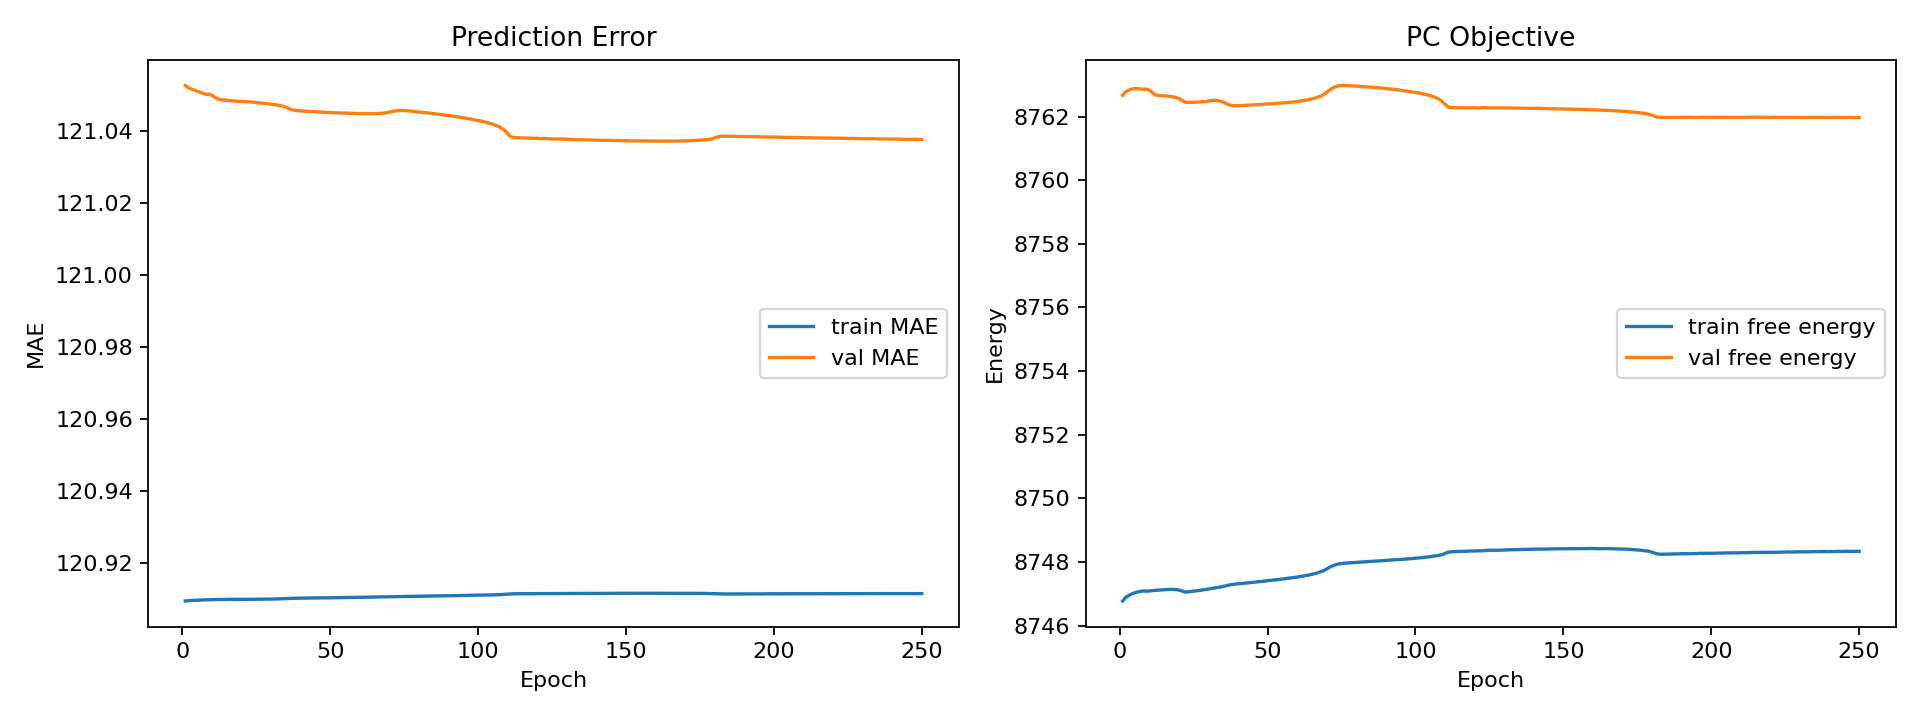 Prediction Error
MAE
121.04
121.02
121.00
120.98
120.96
120.94
120.92
train MAE
val MAE
0 50 100 150 200 250
Epoch
PC Objective
Energy
8762
8760
8758
8756
8754
8752
8750
8748
8746
train free energy
val free energy
0 50 100 150 200 250
Epoch